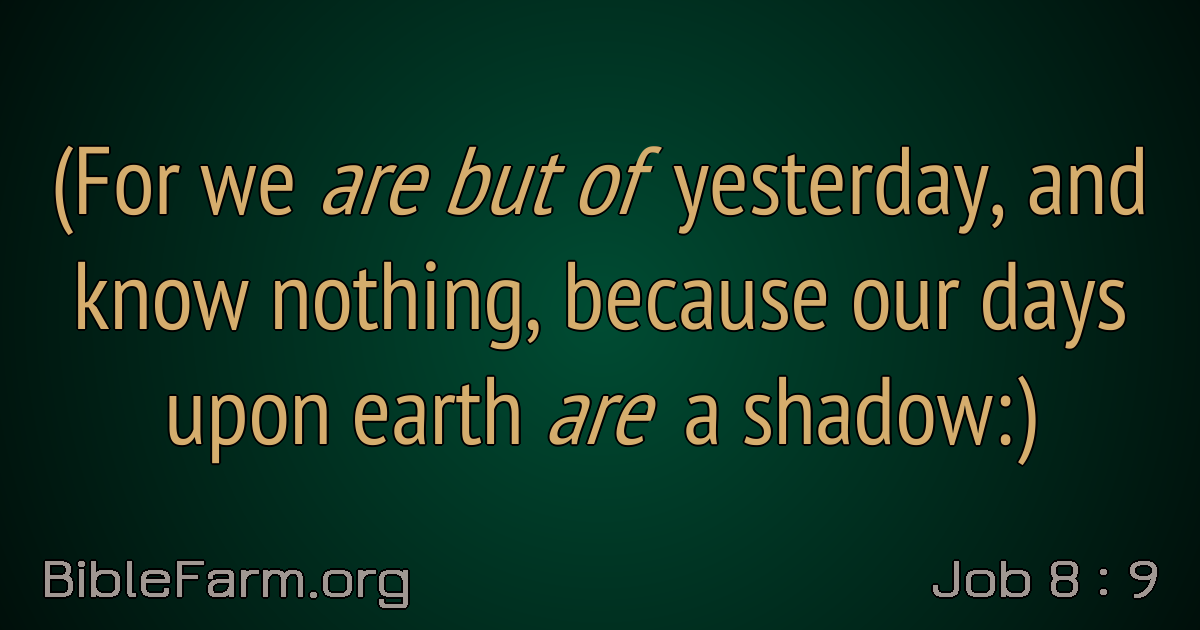 (For we are but of yesterday, and
know nothing, because our days
upon earth are a shadow:)
BibleFarm.org
Job 8 : 9